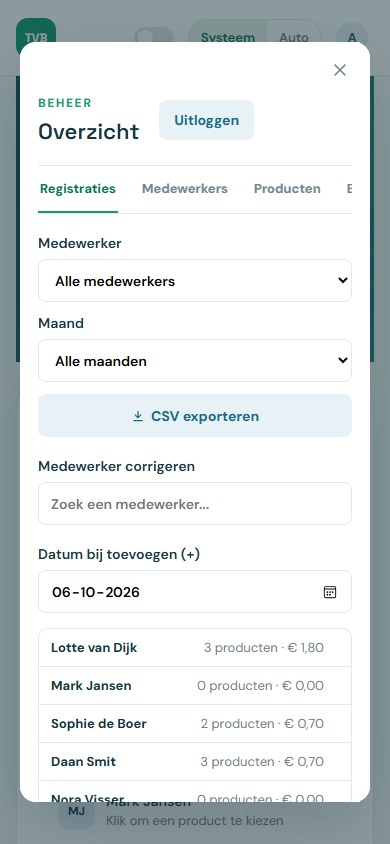 TVB
Systeem
Auto
A
BEHEER
Overzicht
Uitloggen
Registraties
Medewerkers
Producten
Medewerker
Alle medewerkers
Maand
Alle maanden
CSV exporteren
Medewerker corrigeren
Zoek een medewerker...
Datum bij toevoegen (+)
06-10-2026
Lotte van Dijk 3 producten · € 1,80
Mark Jansen 0 producten · € 0,00
Sophie de Boer 2 producten · € 0,70
Daan Smit 3 producten · € 0,70
Nora Visser 0 producten · € 0,00
Mark Jansen
MJ
Klik om een product te kiezen